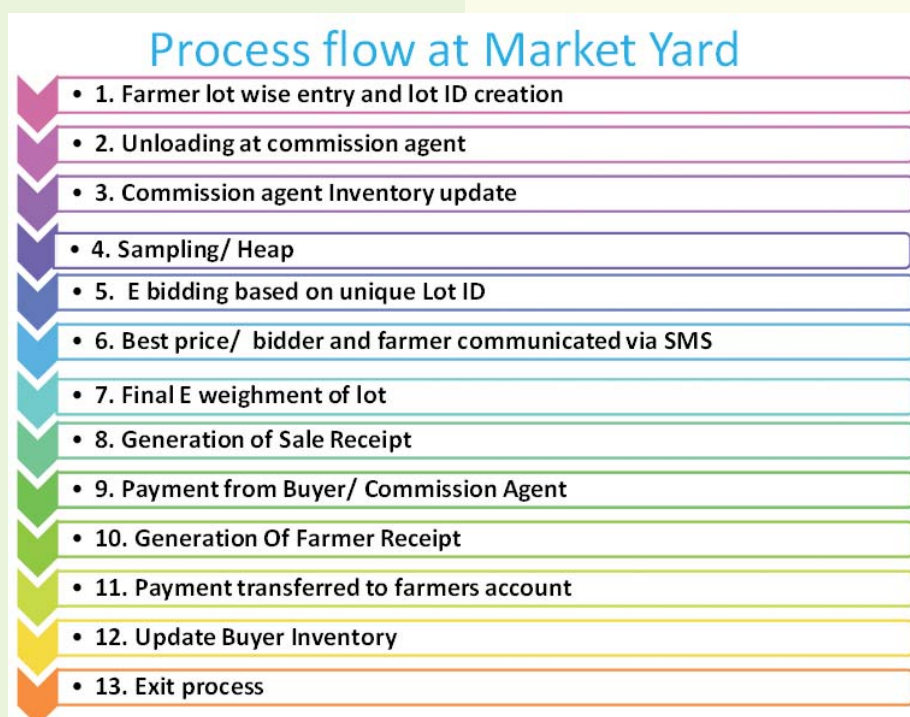 Process flow at Market Yard
• 1. Farmer lot wise entry and lot ID creation
• 2. Unloading at commission agent
• 3. Commission agent Inventory update
• 4. Sampling/ Heap
• 5. E bidding based on unique Lot ID
• 6. Best price/ bidder and farmer communicated via SMS
• 7. Final E weighment of lot
• 8. Generation of Sale Receipt
• 9. Payment from Buyer/ Commission Agent
• 10. Generation Of Farmer Receipt
• 11. Payment transferred to farmers account
• 12. Update Buyer Inventory
• 13. Exit process